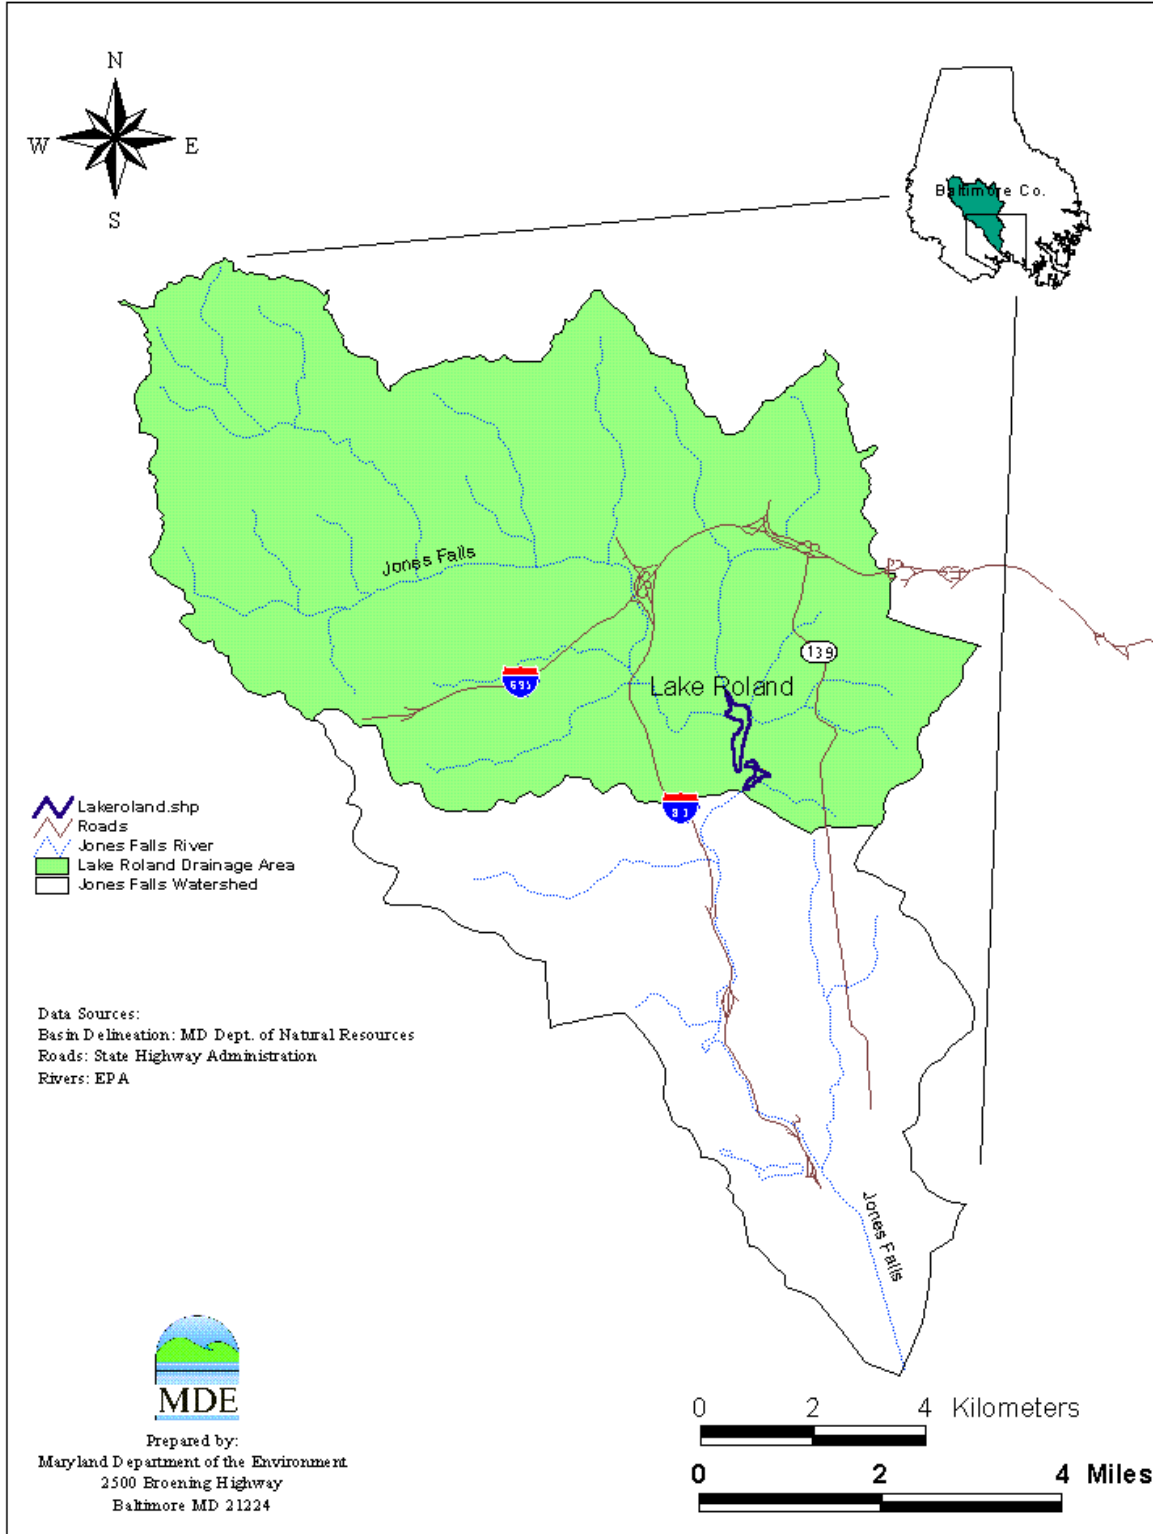 N
W
E
S
Baltimore Co.
Jones Falls
139
695
Lake Roland
83
Lakeroland.shp
Roads
Jones Falls River
Lake Roland Drainage Area
Jones Falls Watershed
Data Sources:
Basin Delineation: MD Dept. of Natural Resources
Roads: State Highway Administration
Rivers: EPA
Jones Falls
MDE
Prepared by:
Maryland Department of the Environment
2500 Broening Highway
Baltimore MD 21224
0 2 4 Kilometers
0 2 4 Miles